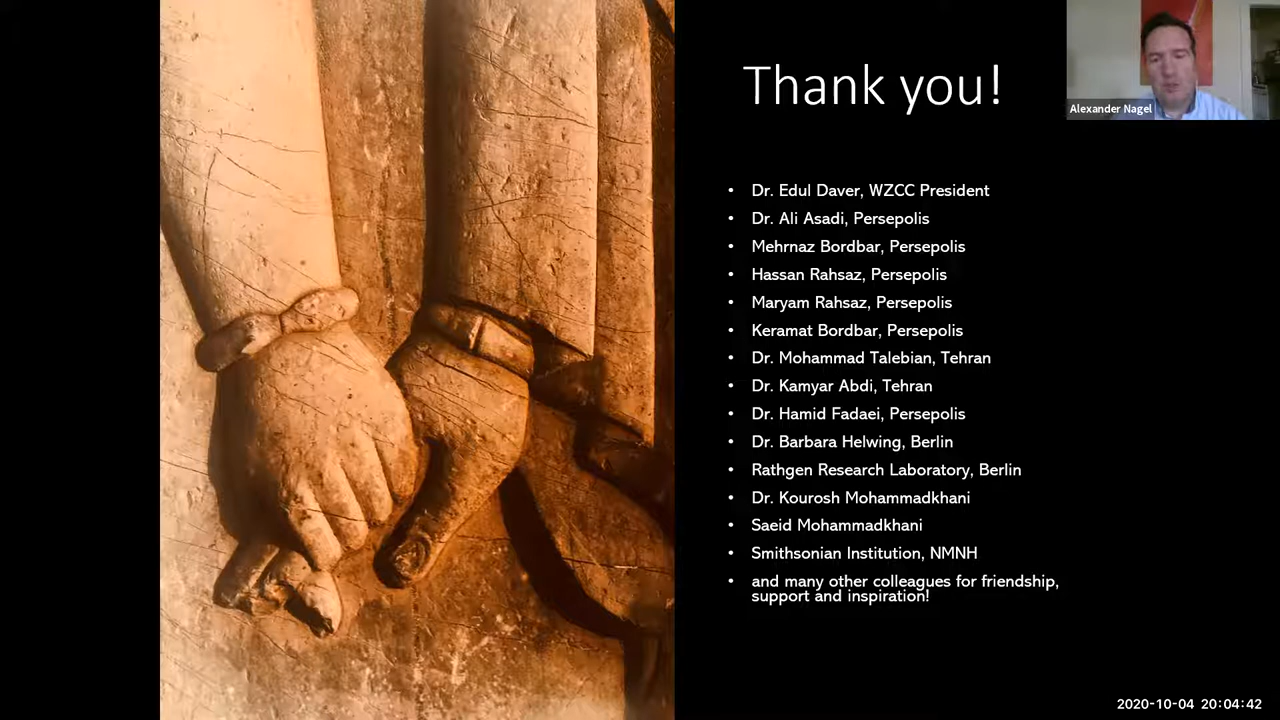 Thank you!
Alexander Nagel
• Dr. Edul Daver, WZCC President
• Dr. Ali Asadi, Persepolis
• Mehrnaz Bordbar, Persepolis
• Hassan Rahsaz, Persepolis
• Maryam Rahsaz, Persepolis
• Keramat Bordbar, Persepolis
• Dr. Mohammad Talebian, Tehran
• Dr. Kamyar Abdi, Tehran
• Dr. Hamid Fadaei, Persepolis
• Dr. Barbara Helwing, Berlin
• Rathgen Research Laboratory, Berlin
• Dr. Kourosh Mohammadkhani
• Saeid Mohammadkhani
• Smithsonian Institution, NMNH
• and many other colleagues for friendship,
support and inspiration!
2020-10-04 20:04:42